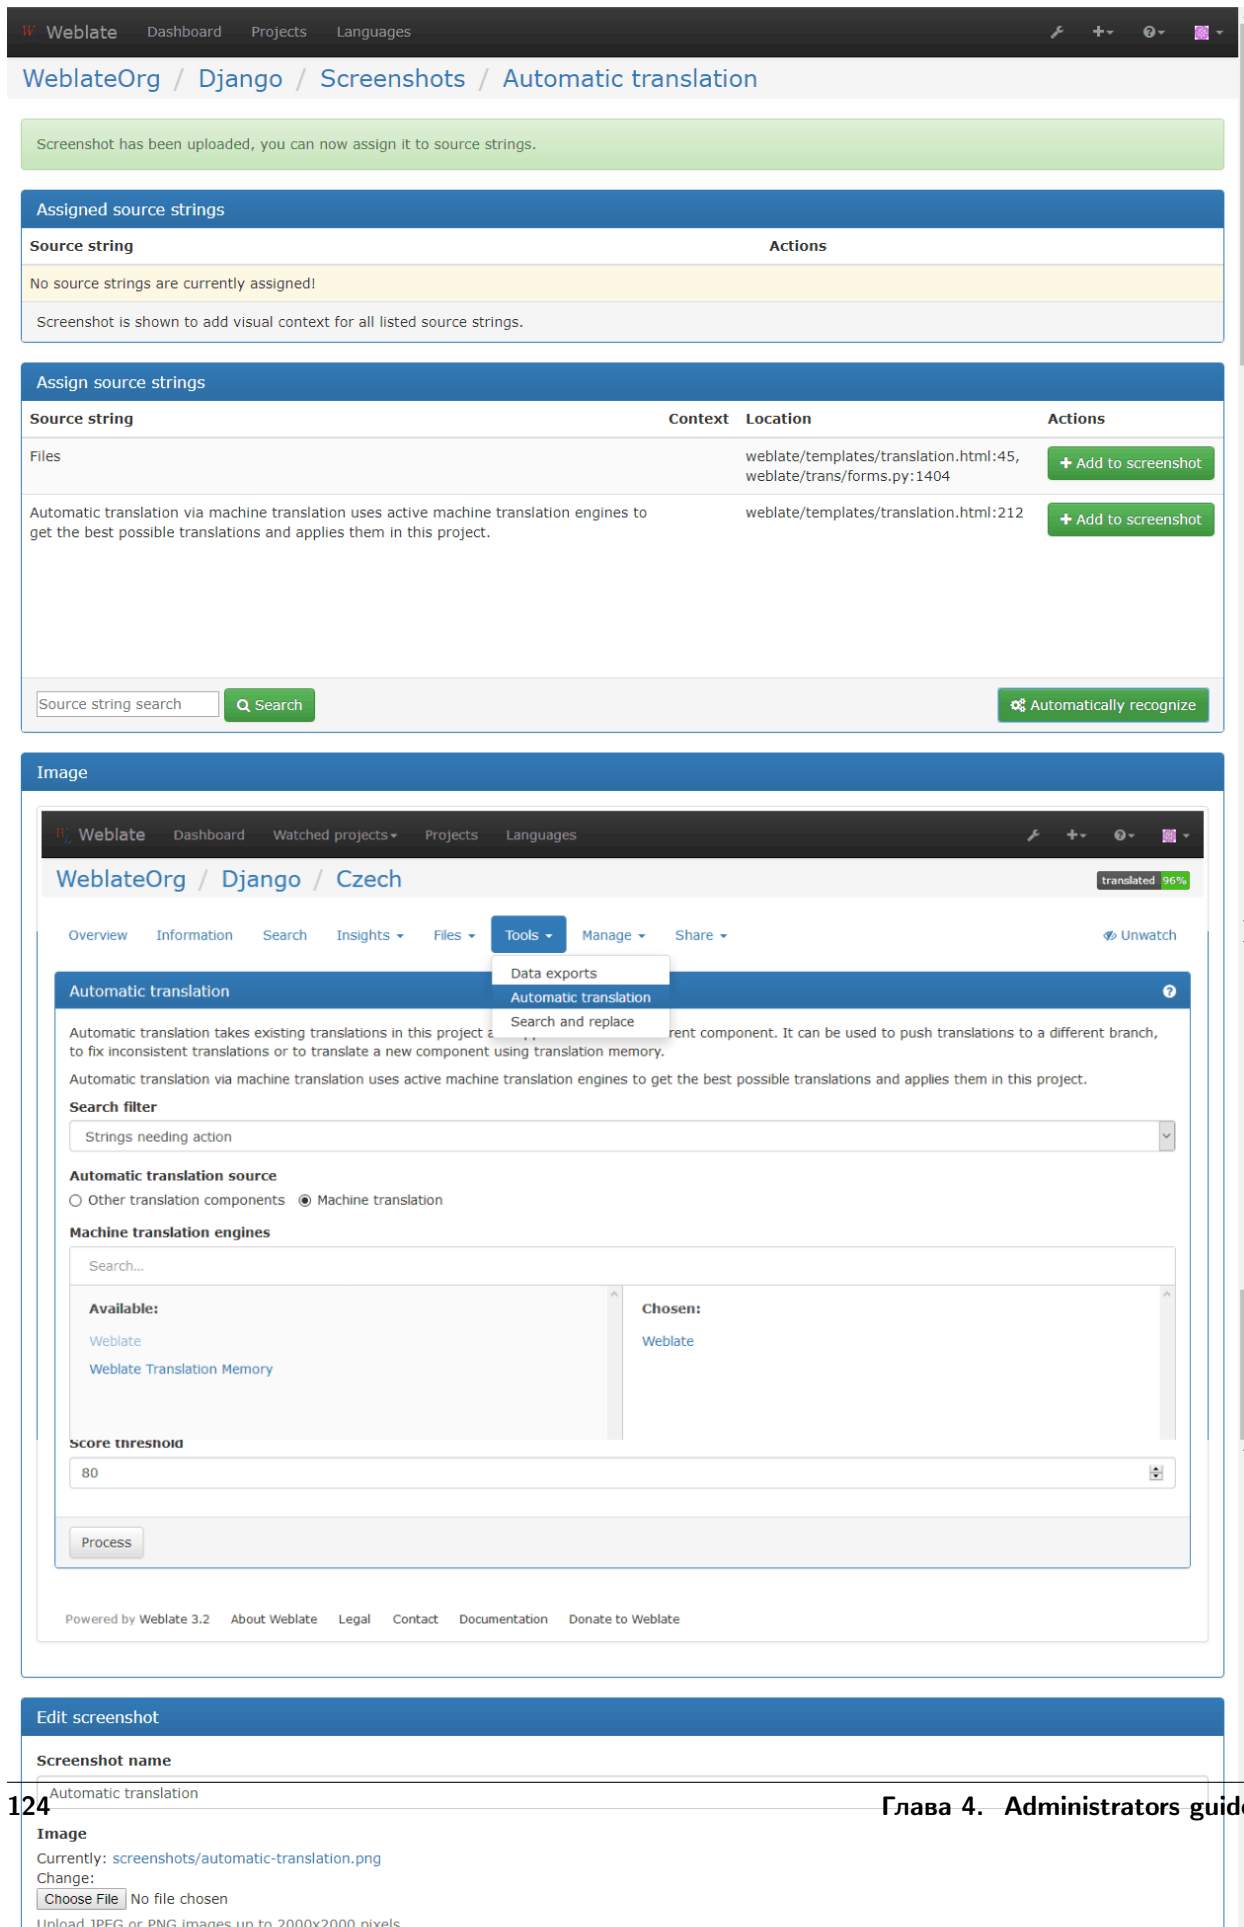 Weblate Dashboard Projects Languages
WeblateOrg / Django / Screenshots / Automatic translation
Screenshot has been uploaded, you can now assign it to source strings.
Assigned source strings
Source string Actions
No source strings are currently assigned!
Screenshot is shown to add visual context for all listed source strings.
Assign source strings
Source string Context Location Actions
Files weblate/templates/translation.html:45, + Add to screenshot
weblate/trans/forms.py:1404
Automatic translation via machine translation uses active machine translation engines to weblate/templates/translation.html:212 + Add to screenshot
get the best possible translations and applies them in this project.
Source string search Search Automatically recognize
Image
Weblate Dashboard Watched projects Projects Languages
WeblateOrg / Django / Czech translated 96%
Overview Information Search Insights Files Tools Manage Share Unwatch
Data exports
Automatic translation Automatic translation
Search and replace
Automatic translation takes existing translations in this project component. It can be used to push translations to a different branch,
to fix inconsistent translations or to translate a new component using translation memory.
Automatic translation via machine translation uses active machine translation engines to get the best possible translations and applies them in this project.
Search filter
Strings needing action
Automatic translation source
Other translation components Machine translation
Machine translation engines
Search...
Available: Chosen:
Weblate Weblate
Weblate Translation Memory
Score threshold
80
Process
Powered by Weblate 3.2 About Weblate Legal Contact Documentation Donate to Weblate
Edit screenshot
Screenshot name
Automatic translation
124 Глава 4. Administrators guide
Image
Currently: screenshots/automatic-translation.png
Change:
Choose File No file chosen
Upload JPEG or PNG images up to 2000x2000 pixels